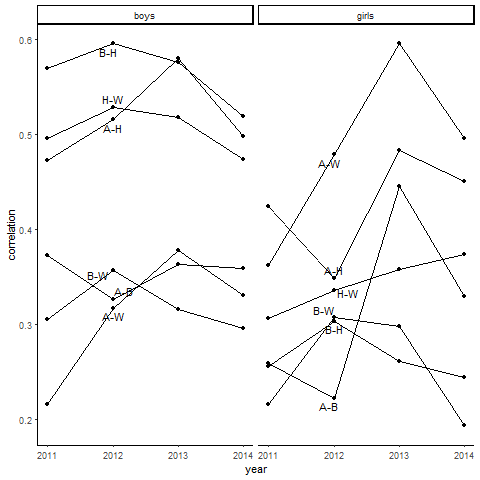 boys
girls
0.6
0.5
0.4
0.3
0.2
correlation
B-H
H-W
A-H
B-W
A-B
A-W
A-W
A-H
H-W
B-W
B-H
A-B
2011 2012 2013 2014
2011 2012 2013 2014
year